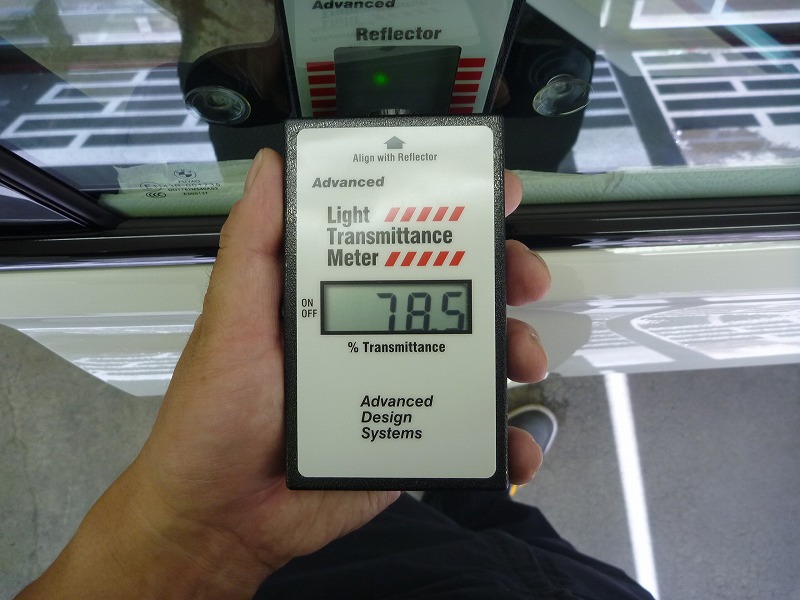 Advanced
Reflector
Align with Reflector
Advanced
Light
Transmittance
Meter
ON
OFF
78.5
% Transmittance
Advanced
Design
Systems